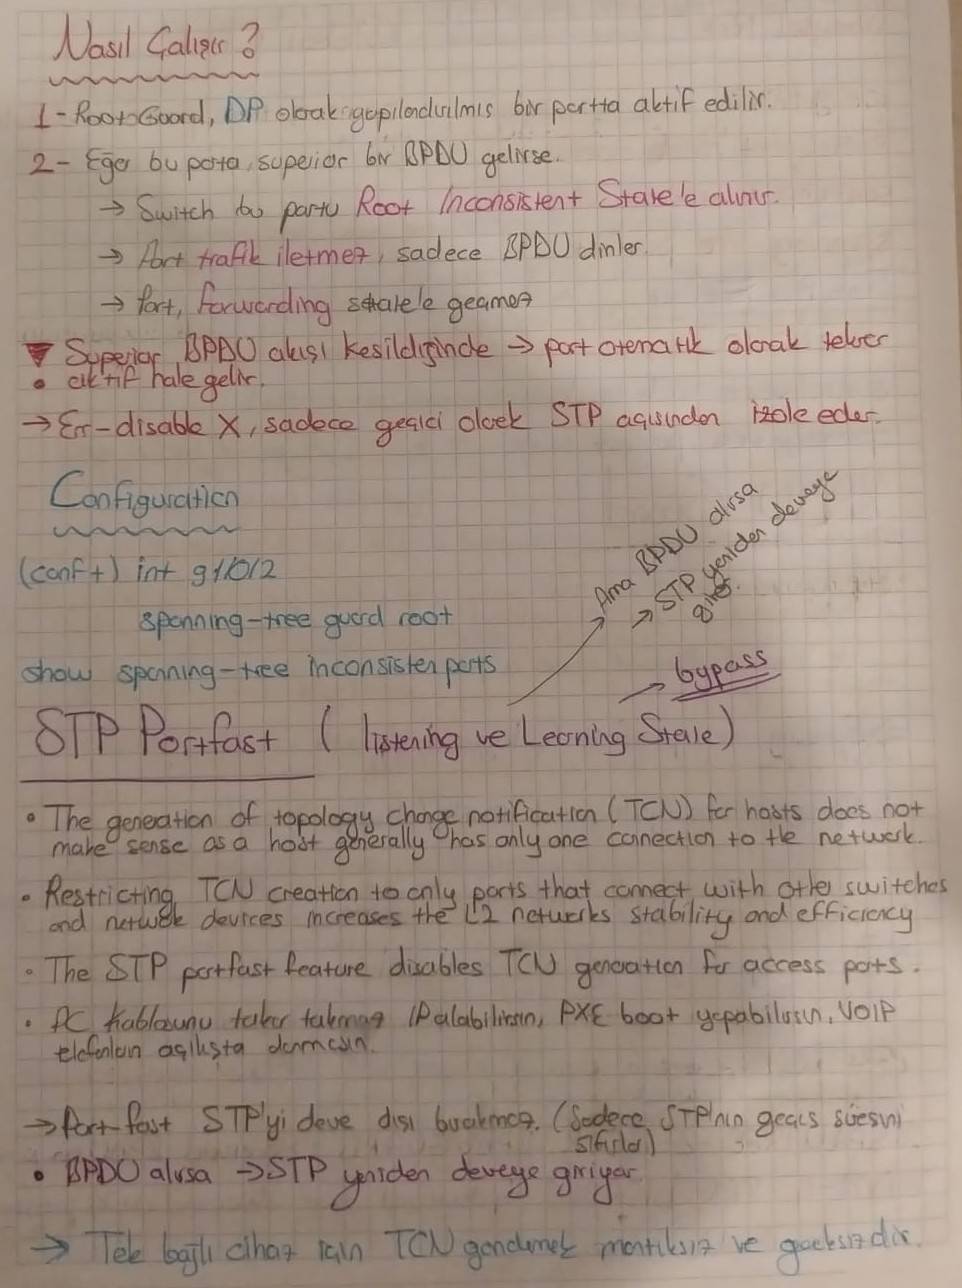 Nasıl Çalışır?
1- Root Guard, DP olarak yapılandırılmıs bir portta aktif edilir.
2- Eğer bu porta, superior bir BPDU gelirse.
→ Switch bu portu Root Inconsistent State'e alınır.
→ Port trafik iletmez, sadece BPDU dinler.
→ Port, forwarding state'e geçmez
Superior BPDU akışı kesildiğinde → port otomatik olarak tekrar
• aktif hale gelir.
→ Err-disable X, sadece geçici olarak STP açısından izole eder.
Configuration
(conf t) int g1/0/2
spanning-tree guard root
show spanning-tree inconsistenports
→ Ama BPDU alırsa
→ STP yeniden devreye
girer.
→ bypass
STP Portfast ( listening ve Learning State)
• The generation of topology change notification (TCN) for hosts does not
make sense as a host generally has only one connection to the network.
• Restricting TCN creation to only ports that connect with other switches
and network devices increases the L2 networks stability and efficiency
• The STP portfast feature disables TCN generation for access ports.
• PC kablosunu takar takmaz IP alabilirsin, PXE boot yapabilirsin, VOIP
telefonların açılışta donmasın.
→ Port fast STP'yi devre dışı bırakmaz. (Sadece STP'nin geçis süresini
sıfırlar)
• BPDU alırsa → STP yeniden devreye giriyor.
→ Tek bağlı cihaz için TCN göndermek mantıksız ve gereksizdir.